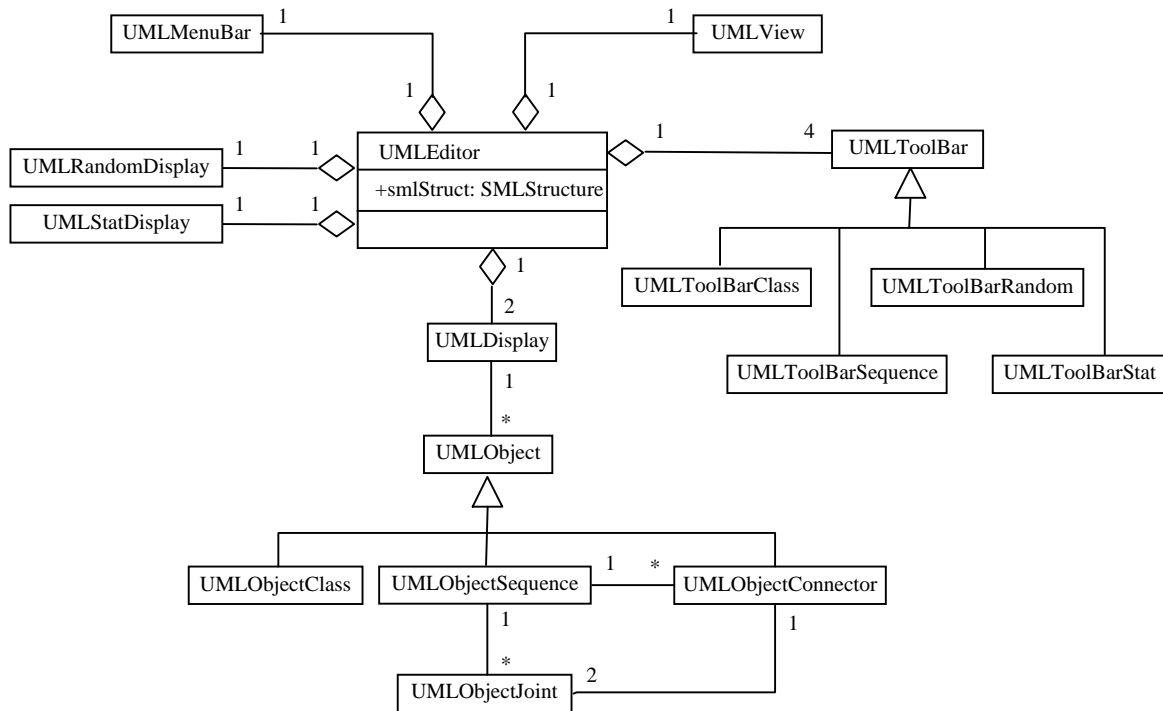 1
1
UMLMenuBar
UMLView
1
1
1
4
UMLEditor
UMLToolBar
1
1
UMLRandomDisplay
+smlStruct: SMLStructure
1
1
UMLStatDisplay
1
UMLToolBarClass
UMLToolBarRandom
2
UMLDisplay
UMLToolBarSequence
UMLToolBarStat
1
*
UMLObject
1
*
UMLObjectClass
UMLObjectSequence
UMLObjectConnector
1
1
*
2
UMLObjectJoint